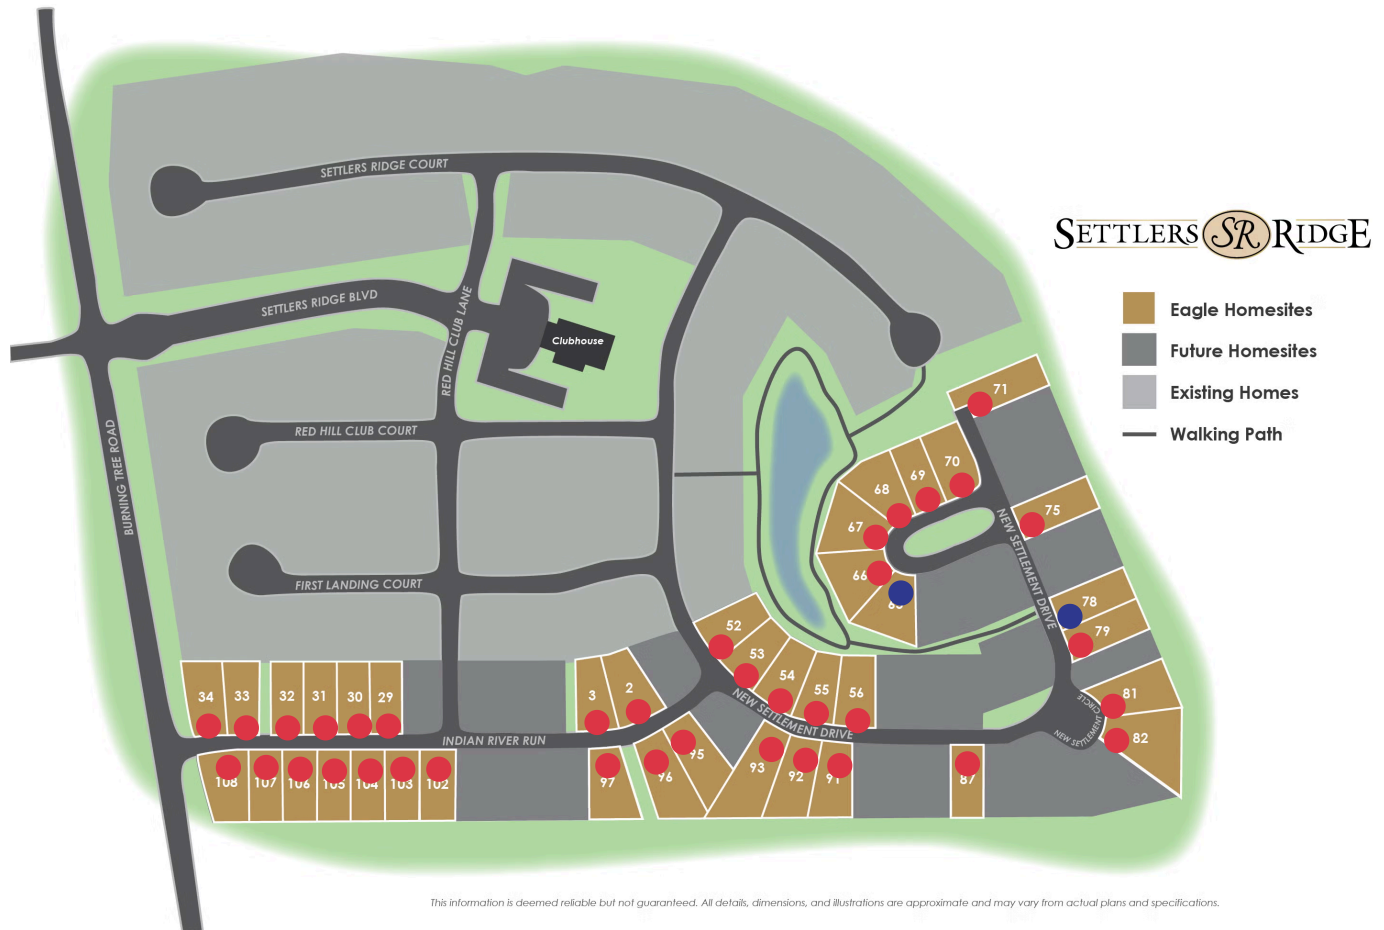 SETTLERS RIDGE COURT
SETTLERS SR RIDGE
SETTLERS RIDGE BLVD
RED HILL CLUB LANE
Clubhouse
Eagle Homesites
Future Homesites
Existing Homes
Walking Path
RED HILL CLUB COURT
BURNING TREE ROAD
FIRST LANDING COURT
71
70
69
68
67
66
75
NEW SETTLEMENT DRIVE
78
79
81
82
NEW SETTLEMENT CIRCLE
52
53
54
55
56
NEW SETTLEMENT DRIVE
34
33
32
31
30
29
3
2
INDIAN RIVER RUN
108
107
106
105
104
103
102
97
96
95
93
92
91
87
This information is deemed reliable but not guaranteed. All details, dimensions, and illustrations are approximate and may vary from actual plans and specifications.